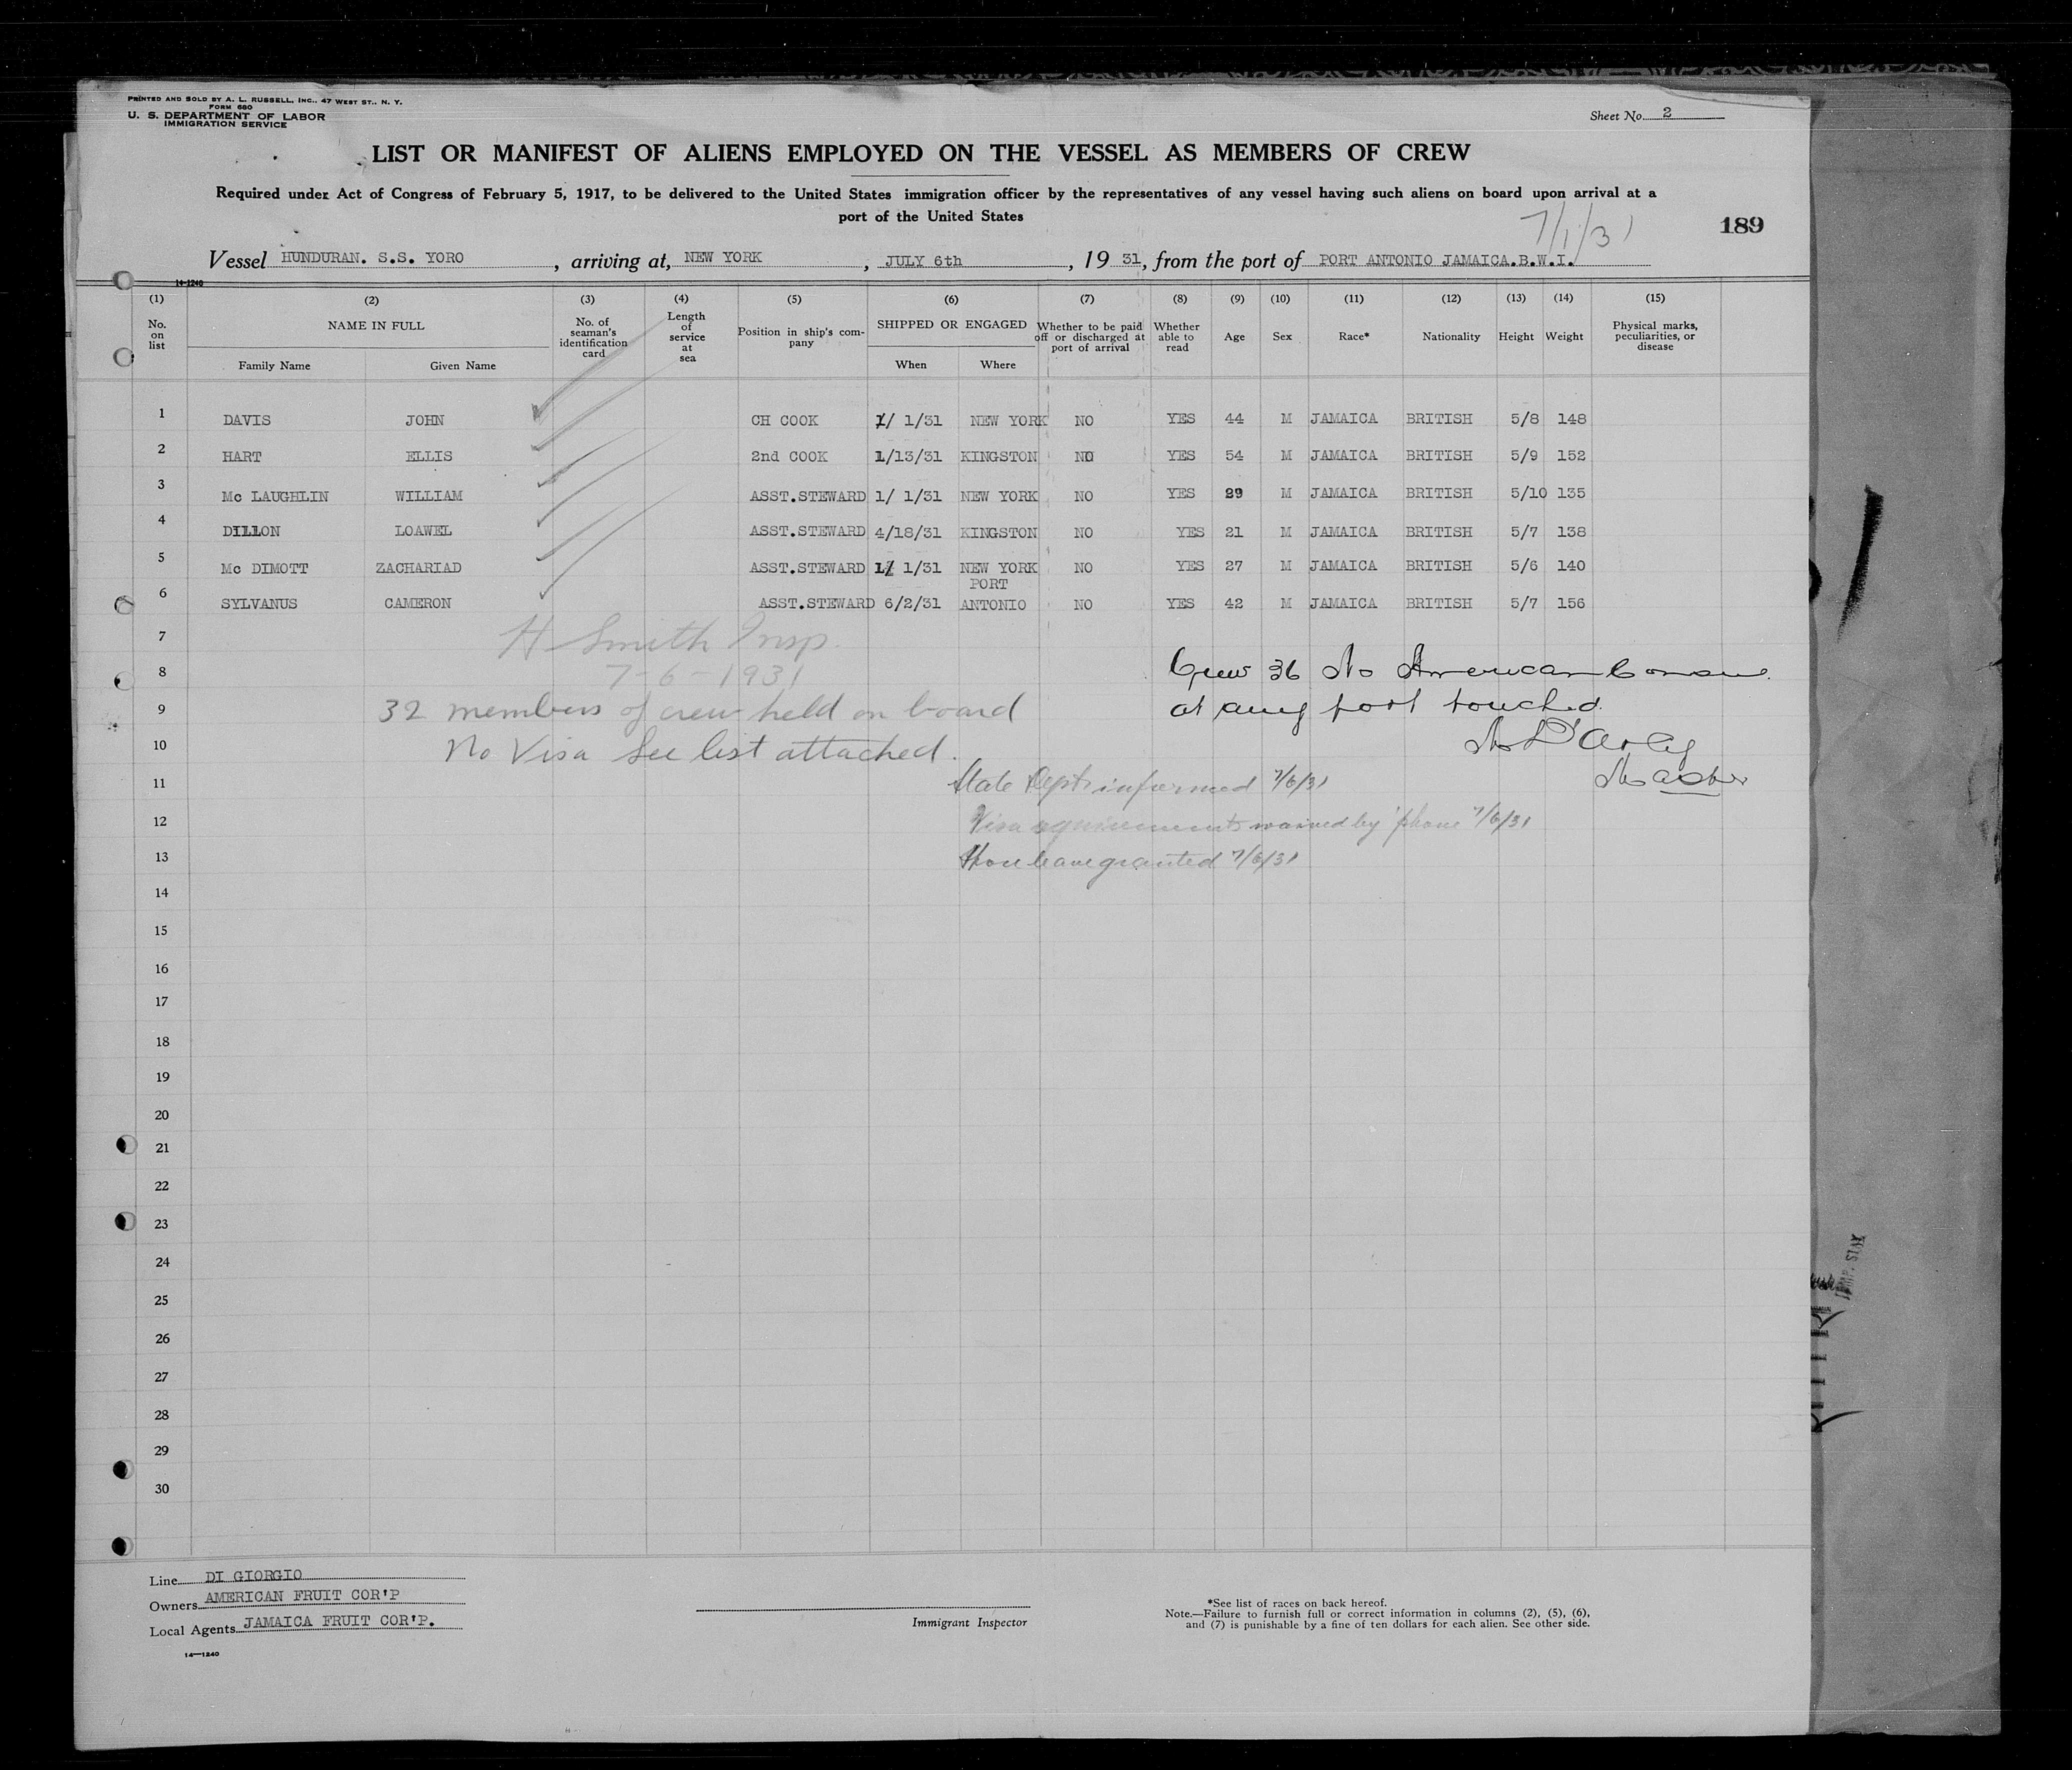 PRINTED AND SOLD BY A. L. RUSSELL, INC., 47 WEST ST., N. Y.
FORM 680
U. S. DEPARTMENT OF LABOR
IMMIGRATION SERVICE
Sheet No. 2
LIST OR MANIFEST OF ALIENS EMPLOYED ON THE VESSEL AS MEMBERS OF CREW
Required under Act of Congress of February 5, 1917, to be delivered to the United States immigration officer by the representatives of any vessel having such aliens on board upon arrival at a
port of the United States
7/1/31
189
Vessel HUNDURAN. S.S. YORO, arriving at, NEW YORK, JULY 6th, 19 31, from the port of PORT ANTONIO JAMAICA.B.W.I.
14-1240
(1) (2) (3) (4) (5) (6) (7) (8) (9) (10) (11) (12) (13) (14) (15)
No. on list NAME IN FULL Family Name Given Name No. of seaman's identification card Length of service at sea Position in ship's company SHIPPED OR ENGAGED When Where Whether to be paid off or discharged at port of arrival Whether able to read Age Sex Race* Nationality Height Weight Physical marks, peculiarities, or disease
1 DAVIS JOHN CH COOK 1/ 1/31 NEW YORK NO YES 44 M JAMAICA BRITISH 5/8 148
2 HART ELLIS 2nd COOK 1/13/31 KINGSTON NO YES 54 M JAMAICA BRITISH 5/9 152
3 Mc LAUGHLIN WILLIAM ASST.STEWARD 1/ 1/31 NEW YORK NO YES 29 M JAMAICA BRITISH 5/10 135
4 DILLON LOAWEL ASST.STEWARD 4/18/31 KINGSTON NO YES 21 M JAMAICA BRITISH 5/7 138
5 Mc DIMOTT ZACHARIAD ASST.STEWARD 1/ 1/31 NEW YORK NO YES 27 M JAMAICA BRITISH 5/6 140
6 SYLVANUS CAMERON ASST.STEWARD 6/2/31 PORT ANTONIO NO YES 42 M JAMAICA BRITISH 5/7 156
7 H Smith Insp.
8 7-6-1931 Crew 36 No American Consul
9 32 members of crew held on board at any port touched.
10 No Visa See list attached.
Master
11 State Dept informed 7/6/31
12 Visa requirements waived by 'phone 7/6/31
13 Shore leave granted 7/6/31
14
15
16
17
18
19
20
21
22
23
24
25
26
27
28
29
30
Line DI GIORGIO
Owners AMERICAN FRUIT COR'P
Local Agents JAMAICA FRUIT COR'P.
14—1240
Immigrant Inspector
*See list of races on back hereof.
Note.—Failure to furnish full or correct information in columns (2), (5), (6),
and (7) is punishable by a fine of ten dollars for each alien. See other side.